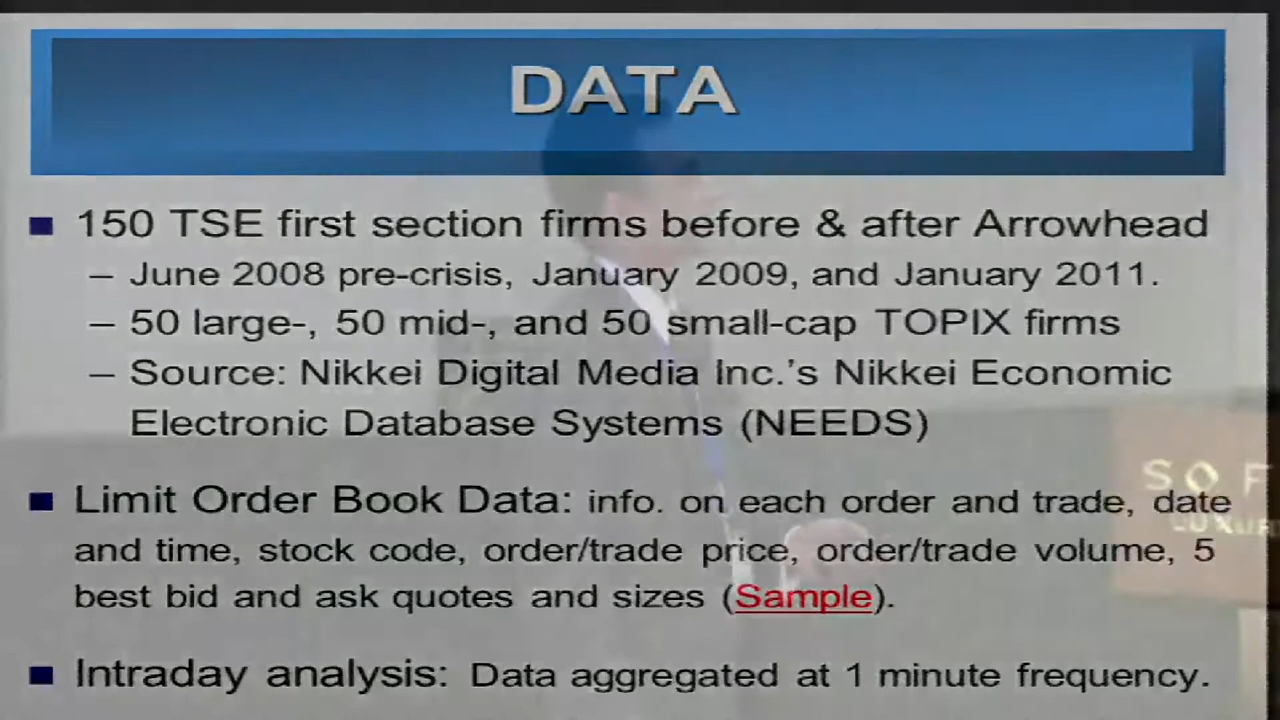 DATA
150 TSE first section firms before & after Arrowhead
– June 2008 pre-crisis, January 2009, and January 2011.
– 50 large-, 50 mid-, and 50 small-cap TOPIX firms
– Source: Nikkei Digital Media Inc.'s Nikkei Economic
Electronic Database Systems (NEEDS)
Limit Order Book Data: info. on each order and trade, date
and time, stock code, order/trade price, order/trade volume, 5
best bid and ask quotes and sizes (Sample).
SOF
LUXUR
Intraday analysis: Data aggregated at 1 minute frequency.